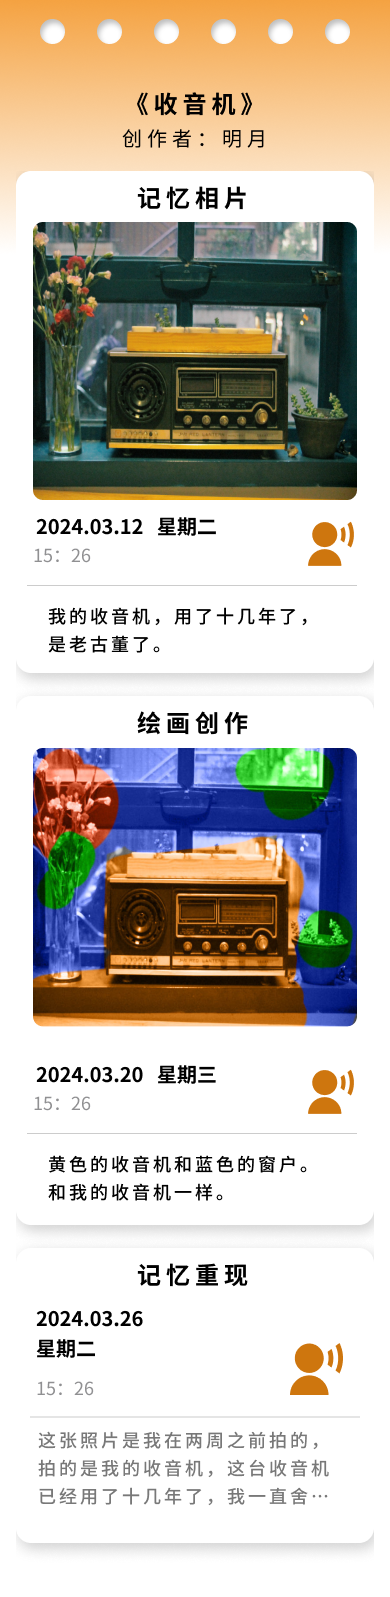 《收音机》
创作者：明月
记忆相片
2024.03.12 星期二
15：26
我的收音机，用了十几年了，
是老古董了。
绘画创作
2024.03.20 星期三
15：26
黄色的收音机和蓝色的窗户。
和我的收音机一样。
记忆重现
2024.03.26
星期二
15：26
这张照片是我在两周之前拍的，
拍的是我的收音机，这台收音机
已经用了十几年了，我一直舍…